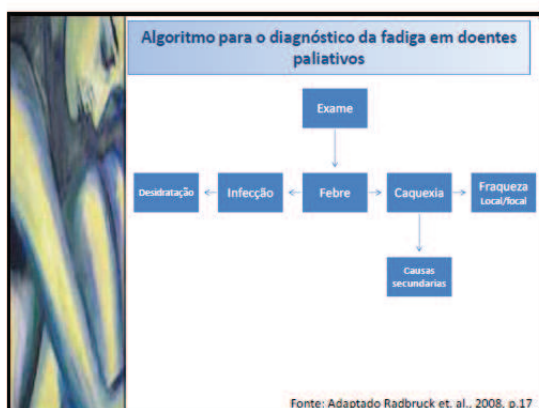 Algoritmo para o diagnóstico da fadiga em doentes
paliativos
Exame
Desidratação
Infecção
Febre
Caquexia
Fraqueza
Local/focal
Causas
secundarias
Fonte: Adaptado Radbruck et. al., 2008, p.17